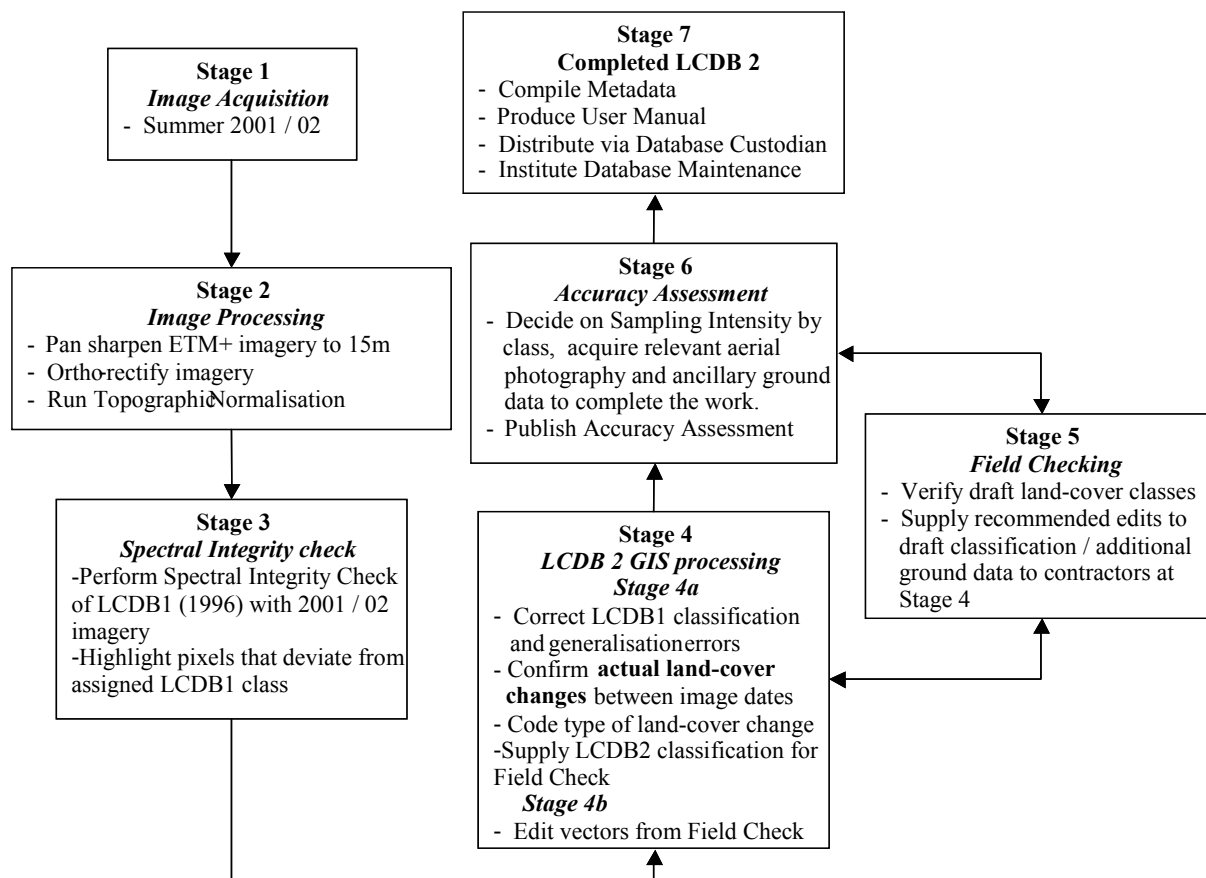 Stage 1
Image Acquisition
- Summer 2001 / 02
Stage 2
Image Processing
- Pan sharpen ETM+ imagery to 15m
- Ortho-rectify imagery
- Run Topographic Normalisation
Stage 3
Spectral Integrity check
-Perform Spectral Integrity Check
of LCDB1 (1996) with 2001 / 02
imagery
-Highlight pixels that deviate from
assigned LCDB1 class
Stage 4
LCDB 2 GIS processing
Stage 4a
- Correct LCDB1 classification
and generalisation errors
- Confirm actual land-cover
changes between image dates
- Code type of land-cover change
-Supply LCDB2 classification for
Field Check
Stage 4b
- Edit vectors from Field Check
Stage 5
Field Checking
- Verify draft land-cover classes
- Supply recommended edits to
draft classification / additional
ground data to contractors at
Stage 4
Stage 6
Accuracy Assessment
- Decide on Sampling Intensity by
class, acquire relevant aerial
photography and ancillary ground
data to complete the work.
- Publish Accuracy Assessment
Stage 7
Completed LCDB 2
- Compile Metadata
- Produce User Manual
- Distribute via Database Custodian
- Institute Database Maintenance